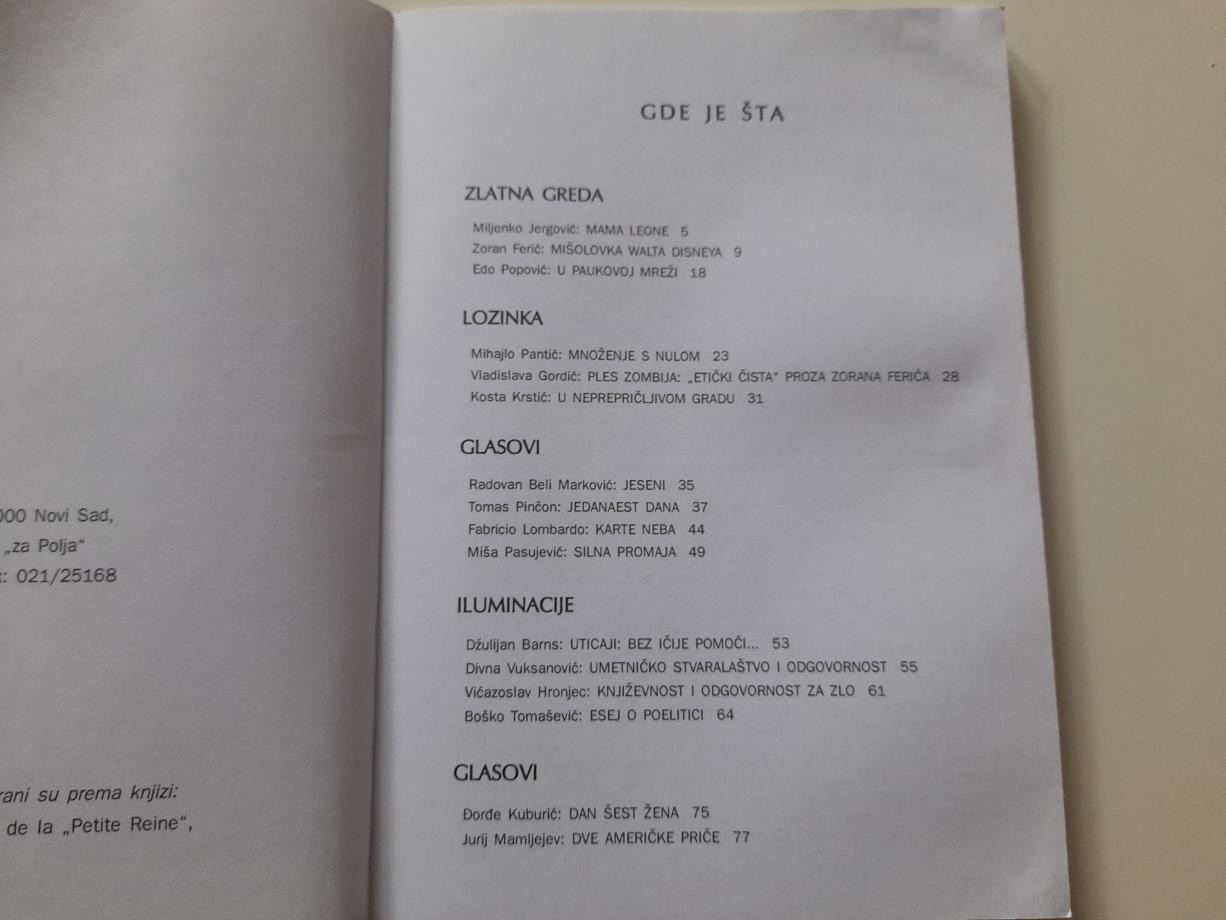 000 Novi Sad,
„za Polja“
: 021/25168
rani su prema knjizi:
de la „Petite Reine“,
GDE JE ŠTA
ZLATNA GREDA
Miljenko Jergović: MAMA LEONE 5
Zoran Ferić: MIŠOLOVKA WALTA DISNEYA 9
Edo Popović: U PAUKOVOJ MREŽI 18
LOZINKA
Mihajlo Pantić: MNOŽENJE S NULOM 23
Vladislava Gordić: PLES ZOMBIJA: „ETIČKI ČISTA“ PROZA ZORANA FERIĆA 28
Kosta Krstić: U NEPREPRIČLJIVOM GRADU 31
GLASOVI
Radovan Beli Marković: JESENI 35
Tomas Pinčon: JEDANAEST DANA 37
Fabricio Lombardo: KARTE NEBA 44
Miša Pasujević: SILNA PROMAJA 49
ILUMINACIJE
Džulijan Barns: UTICAJI: BEZ IČIJE POMOĆI... 53
Divna Vuksanović: UMETNIČKO STVARALAŠTVO I ODGOVORNOST 55
Vićazoslav Hronjec: KNJIŽEVNOST I ODGOVORNOST ZA ZLO 61
Boško Tomašević: ESEJ O POELITICI 64
GLASOVI
Đorđe Kuburić: DAN ŠEST ŽENA 75
Jurij Mamljejev: DVE AMERIČKE PRIČE 77